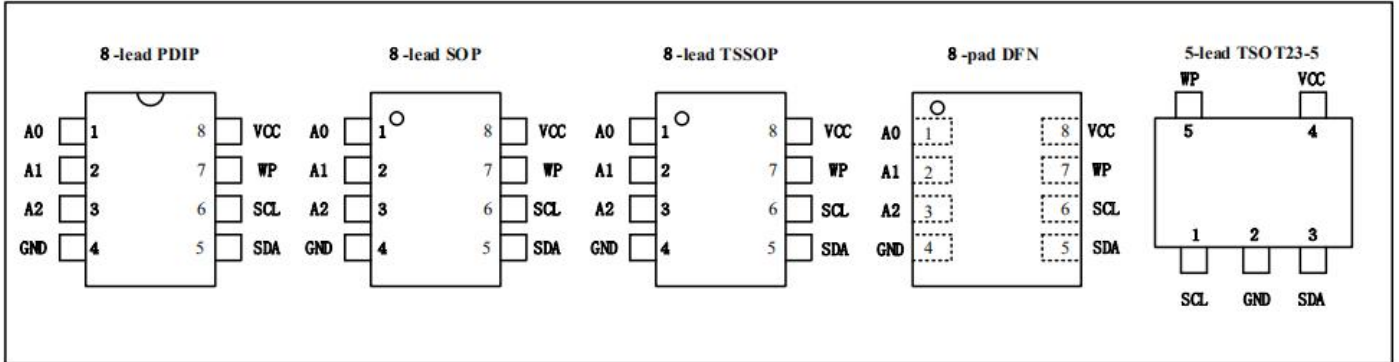 8-lead PDIP 8-lead SOP 8-lead TSSOP 8-pad DFN 5-lead TSOT23-5
WP VCC
A0 1 8 VCC A0 1 8 VCC A0 1 8 VCC A0 1 8 VCC 5 4
A1 2 7 WP A1 2 7 WP A1 2 7 WP A1 2 7 WP
A2 3 6 SCL A2 3 6 SCL A2 3 6 SCL A2 3 6 SCL 1 2 3
GND 4 5 SDA GND 4 5 SDA GND 4 5 SDA GND 4 5 SDA
SCL GND SDA